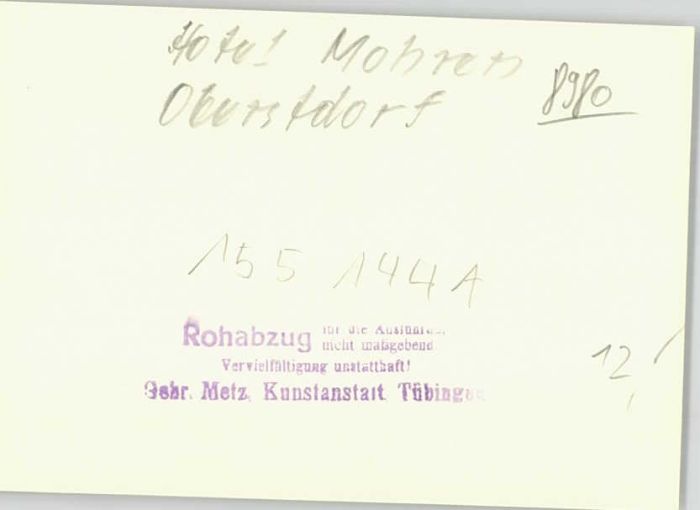 Hotel Mohren
Oberstdorf
8980
155 144A
Rohabzug für die Ausführung
nicht maßgebend
Vervielfältigung unstatthaft!
Gebr. Metz, Kunstanstalt Tübingen
12,